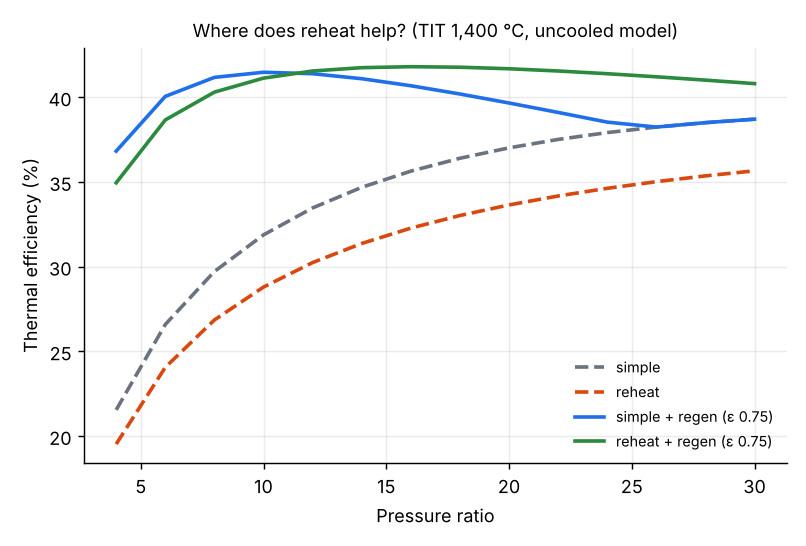 Where does reheat help? (TIT 1,400 °C, uncooled model)
Thermal efficiency (%)
40
35
30
25
20
simple
reheat
simple + regen (ε 0.75)
reheat + regen (ε 0.75)
5 10 15 20 25 30
Pressure ratio